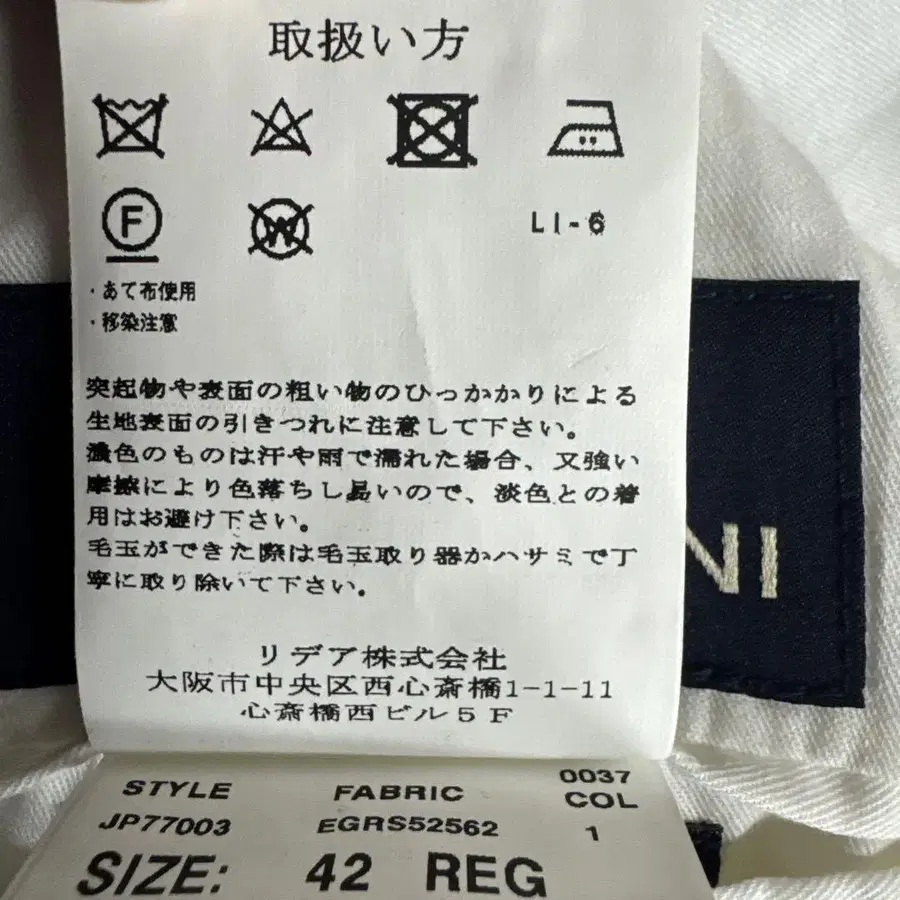 取扱い方
F
W
LI-6
・あて布使用
・移染注意
突起物や表面の粗い物のひっかかりによる
生地表面の引きつれに注意して下さい。
濃色のものは汗や雨で濡れた場合、又強い
摩擦により色落ちし易いので、淡色との着
用はお避け下さい。
毛玉ができた際は毛玉取り器かハサミで丁
寧に取り除いて下さい。
リデア株式会社
大阪市中央区西心斎橋1-1-11
心斎橋西ビル5F
NI
STYLE FABRIC 0037 COL
JP77003 EGRS52562 1
SIZE: 42 REG